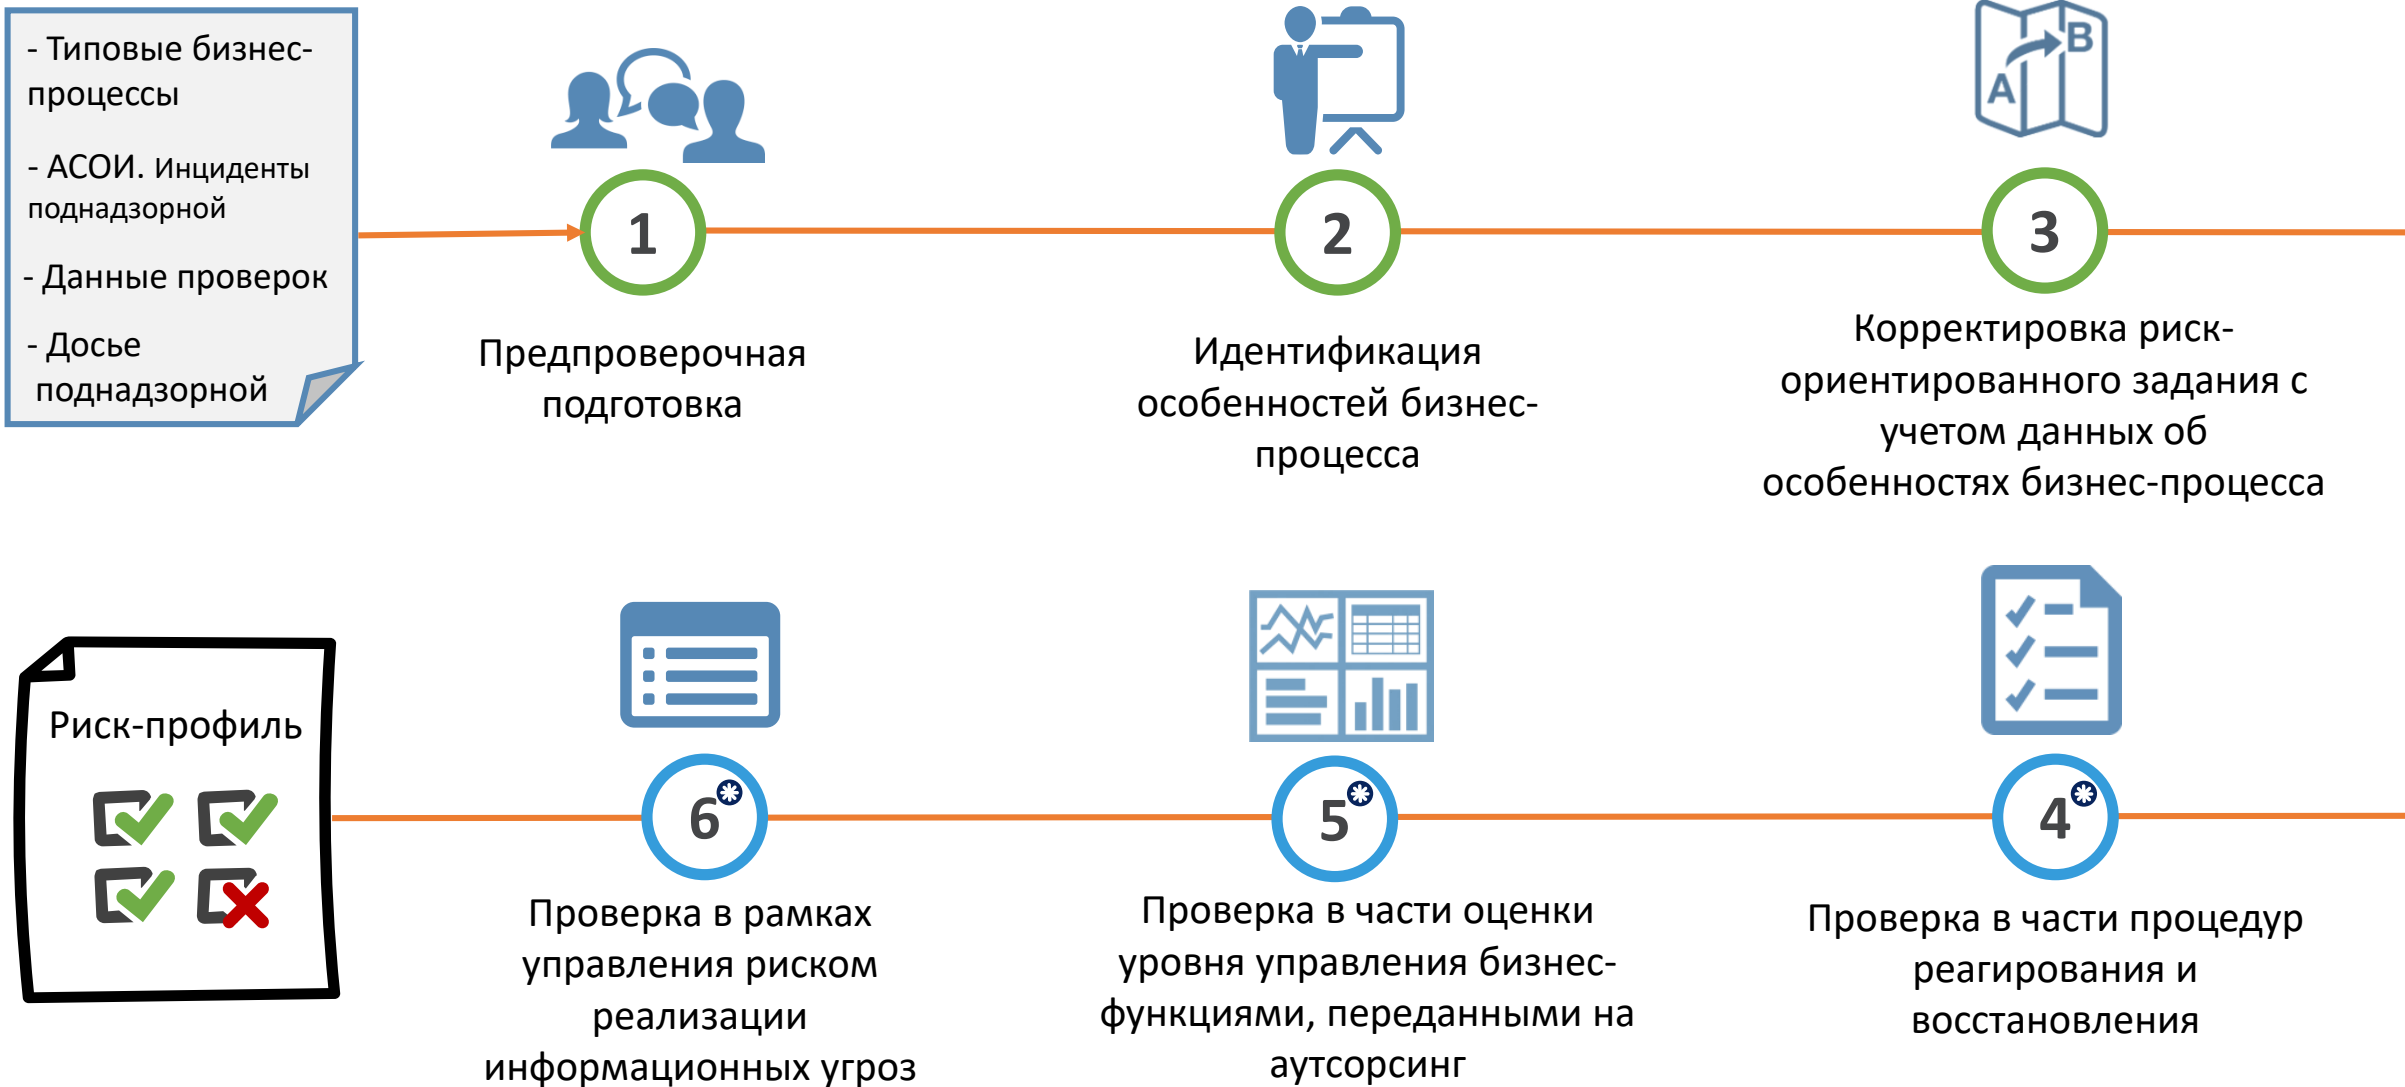 - Типовые бизнес-
процессы
- АСОИ. Инциденты
поднадзорной
- Данные проверок
- Досье
поднадзорной
A
B
1
2
3
Предпроверочная
подготовка
Идентификация
особенностей бизнес-
процесса
Корректировка риск-
ориентированного задания с
учетом данных об
особенностях бизнес-процесса
Риск-профиль
6*
5*
4*
Проверка в рамках
управления риском
реализации
информационных угроз
Проверка в части оценки
уровня управления бизнес-
функциями, переданными на
аутсорсинг
Проверка в части процедур
реагирования и
восстановления